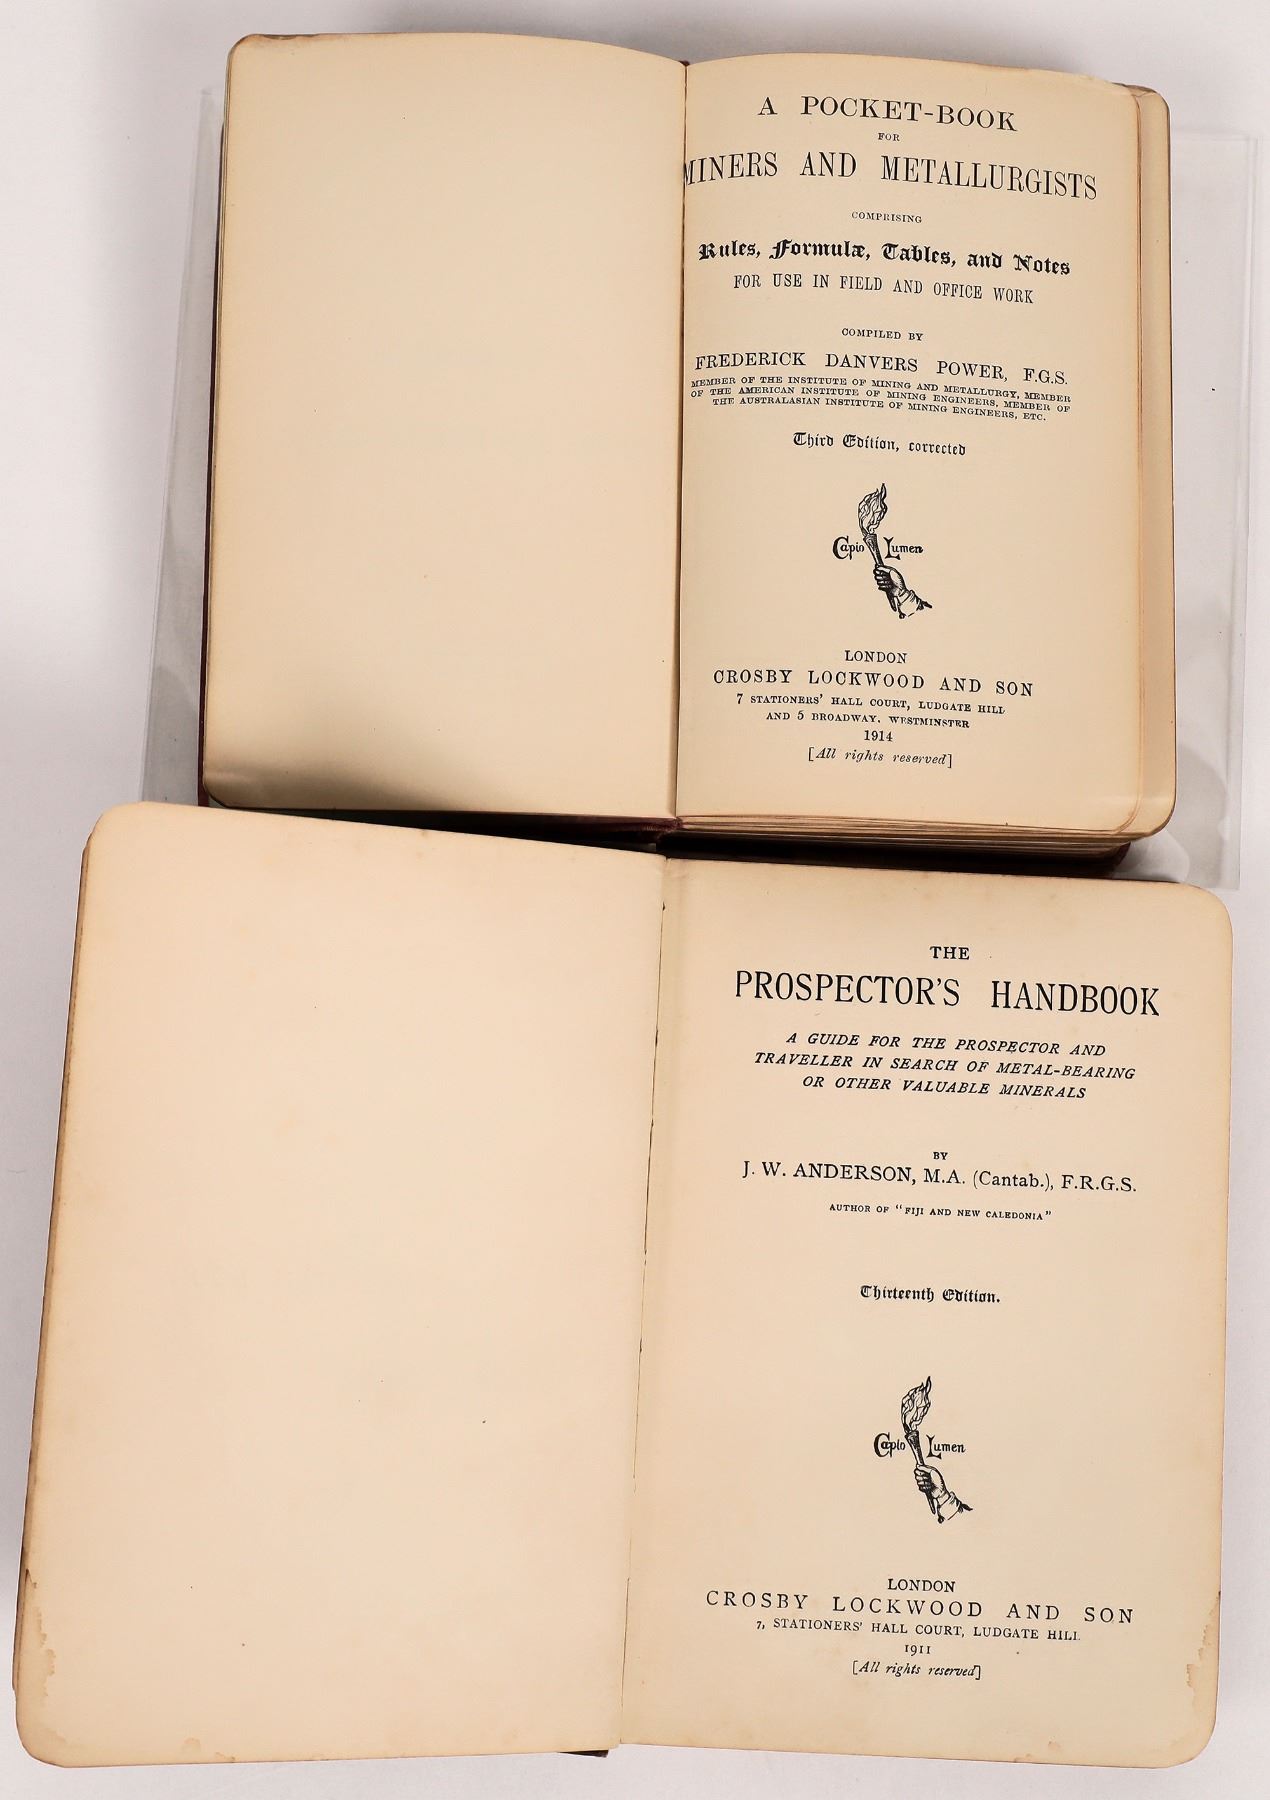 A POCKET-BOOK
FOR
MINERS AND METALLURGISTS
COMPRISING
Rules, Formulæ, Tables, and Notes
FOR USE IN FIELD AND OFFICE WORK
COMPILED BY
FREDERICK DANVERS POWER, F.G.S.
MEMBER OF THE INSTITUTE OF MINING AND METALLURGY, MEMBER
OF THE AMERICAN INSTITUTE OF MINING ENGINEERS, MEMBER OF
THE AUSTRALASIAN INSTITUTE OF MINING ENGINEERS, ETC.
Third Edition, corrected
Capio Lumen
LONDON
CROSBY LOCKWOOD AND SON
7 STATIONERS' HALL COURT, LUDGATE HILL
AND 5 BROADWAY, WESTMINSTER
1914
[All rights reserved]
THE
PROSPECTOR'S HANDBOOK
A GUIDE FOR THE PROSPECTOR AND
TRAVELLER IN SEARCH OF METAL-BEARING
OR OTHER VALUABLE MINERALS
BY
J. W. ANDERSON, M.A. (Cantab.), F.R.G.S.
AUTHOR OF "FIJI AND NEW CALEDONIA"
Thirteenth Edition.
Capio Lumen
LONDON
CROSBY LOCKWOOD AND SON
7, STATIONERS' HALL COURT, LUDGATE HILL
1911
[All rights reserved]